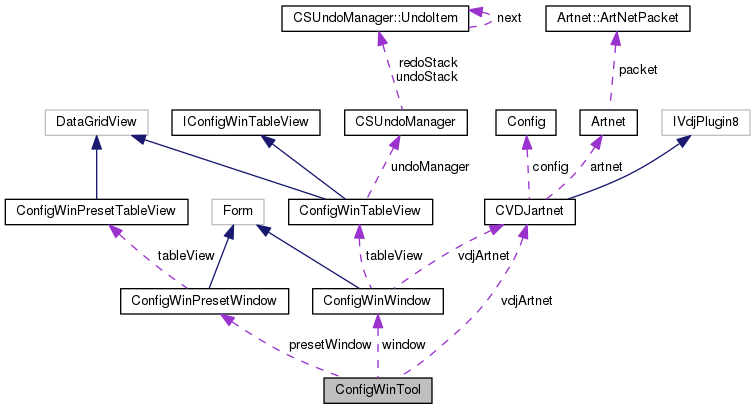 CSUndoManager::UndoItem
next
Artnet::ArtNetPacket
redoStack
undoStack
packet
DataGridView
IConfigWinTableView
CSUndoManager
Config
Artnet
IVdjPlugin8
undoManager
config
artnet
ConfigWinPresetTableView
Form
ConfigWinTableView
CVDJartnet
tableView
tableView
vdjArtnet
ConfigWinPresetWindow
ConfigWinWindow
vdjArtnet
presetWindow
window
ConfigWinTool